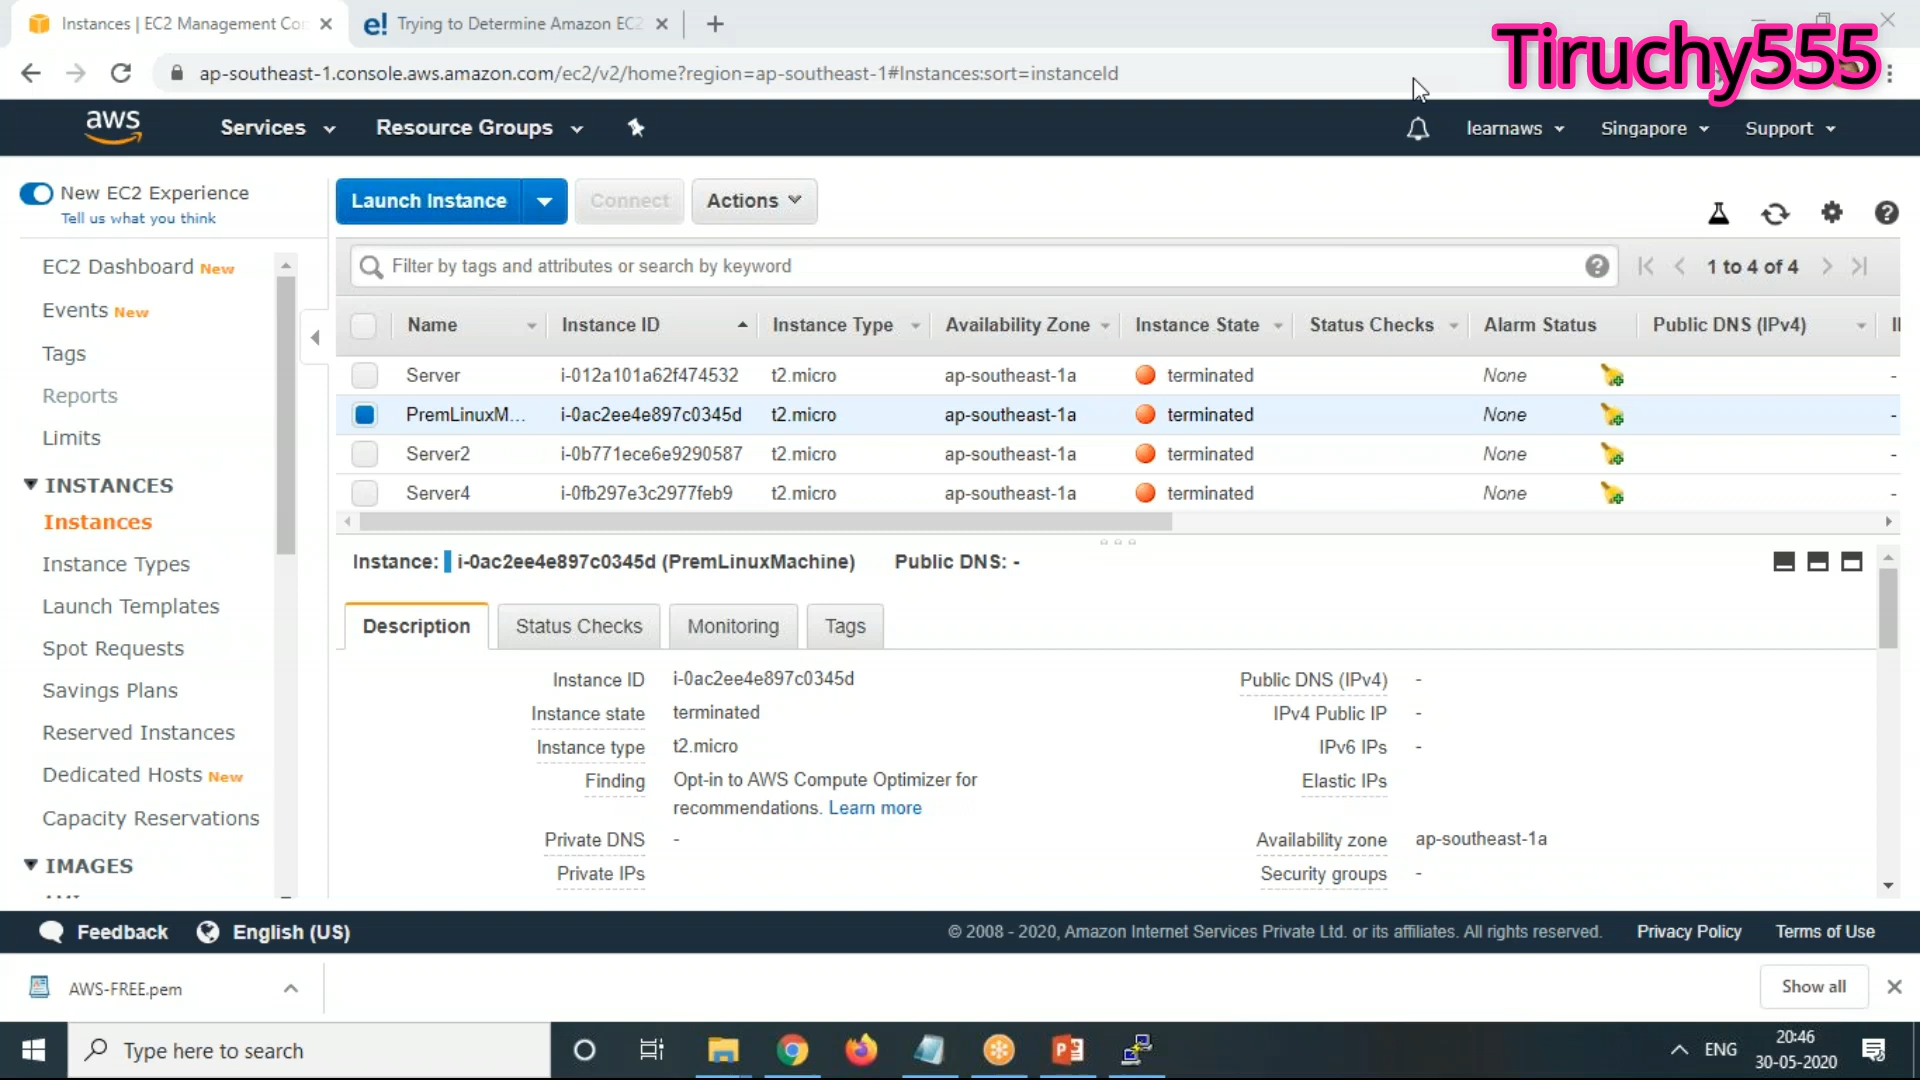 Instances | EC2 Management Con
Trying to Determine Amazon EC2
Tiruchy555
ap-southeast-1.console.aws.amazon.com/ec2/v2/home?region=ap-southeast-1#Instances:sort=instanceId
aws
Services
Resource Groups
learnaws
Singapore
Support
New EC2 Experience
Tell us what you think
Launch Instance
Connect
Actions
EC2 Dashboard New
Events New
Tags
Reports
Limits
INSTANCES
Instances
Instance Types
Launch Templates
Spot Requests
Savings Plans
Reserved Instances
Dedicated Hosts New
Capacity Reservations
IMAGES
Filter by tags and attributes or search by keyword
1 to 4 of 4
Name Instance ID Instance Type Availability Zone Instance State Status Checks Alarm Status Public DNS (IPv4)
Server i-012a101a62f474532 t2.micro ap-southeast-1a terminated None -
PremLinuxM... i-0ac2ee4e897c0345d t2.micro ap-southeast-1a terminated None -
Server2 i-0b771ece6e9290587 t2.micro ap-southeast-1a terminated None -
Server4 i-0fb297e3c2977feb9 t2.micro ap-southeast-1a terminated None -
Instance: i-0ac2ee4e897c0345d (PremLinuxMachine) Public DNS: -
Description
Status Checks
Monitoring
Tags
Instance ID i-0ac2ee4e897c0345d
Instance state terminated
Instance type t2.micro
Finding Opt-in to AWS Compute Optimizer for
recommendations. Learn more
Private DNS -
Private IPs
Public DNS (IPv4) -
IPv4 Public IP -
IPv6 IPs -
Elastic IPs
Availability zone ap-southeast-1a
Security groups -
Feedback
English (US)
© 2008 - 2020, Amazon Internet Services Private Ltd. or its affiliates. All rights reserved.
Privacy Policy
Terms of Use
AWS-FREE.pem
Show all
Type here to search
ENG
20:46
30-05-2020